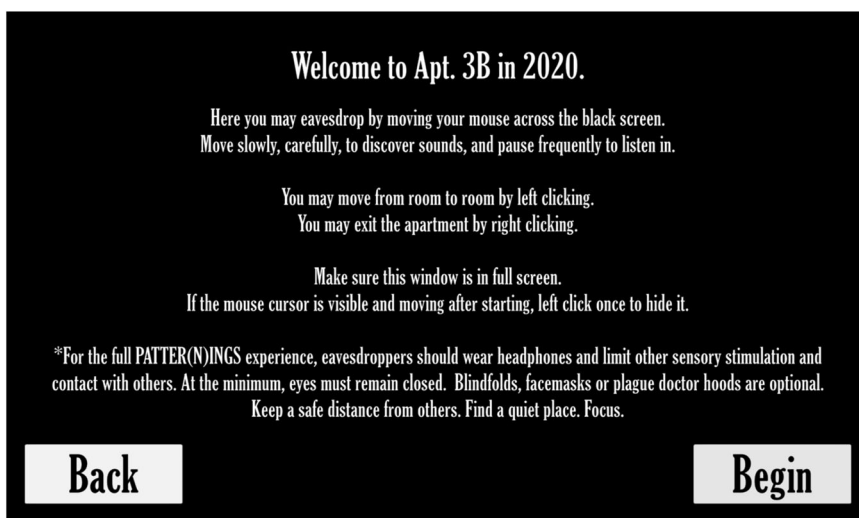 Welcome to Apt. 3B in 2020.
Here you may eavesdrop by moving your mouse across the black screen.
Move slowly, carefully, to discover sounds, and pause frequently to listen in.
You may move from room to room by left clicking.
You may exit the apartment by right clicking.
Make sure this window is in full screen.
If the mouse cursor is visible and moving after starting, left click once to hide it.
*For the full PATTER(N)INGS experience, eavesdroppers should wear headphones and limit other sensory stimulation and
contact with others. At the minimum, eyes must remain closed.  Blindfolds, facemasks or plague doctor hoods are optional.
Keep a safe distance from others. Find a quiet place. Focus.
Back
Begin